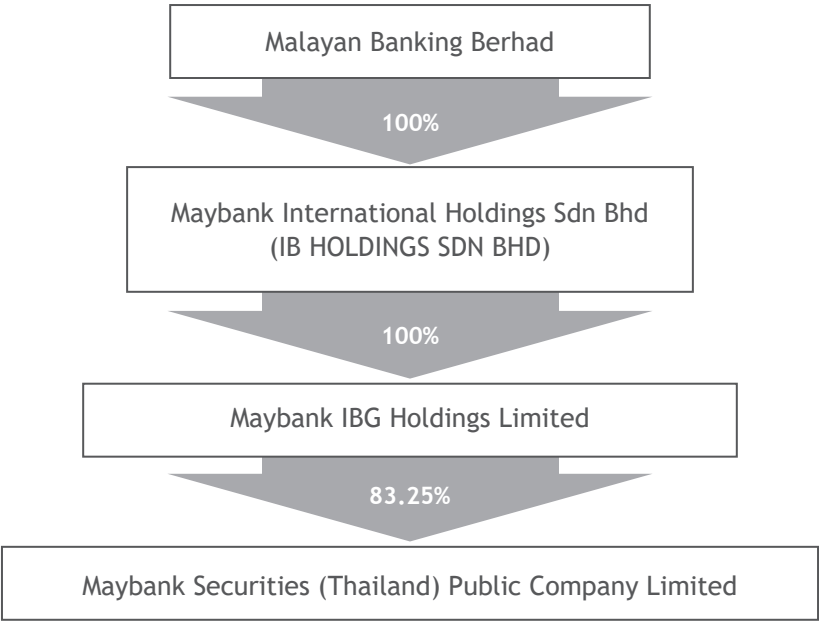 Malayan Banking Berhad
100%
Maybank International Holdings Sdn Bhd
(IB HOLDINGS SDN BHD)
100%
Maybank IBG Holdings Limited
83.25%
Maybank Securities (Thailand) Public Company Limited